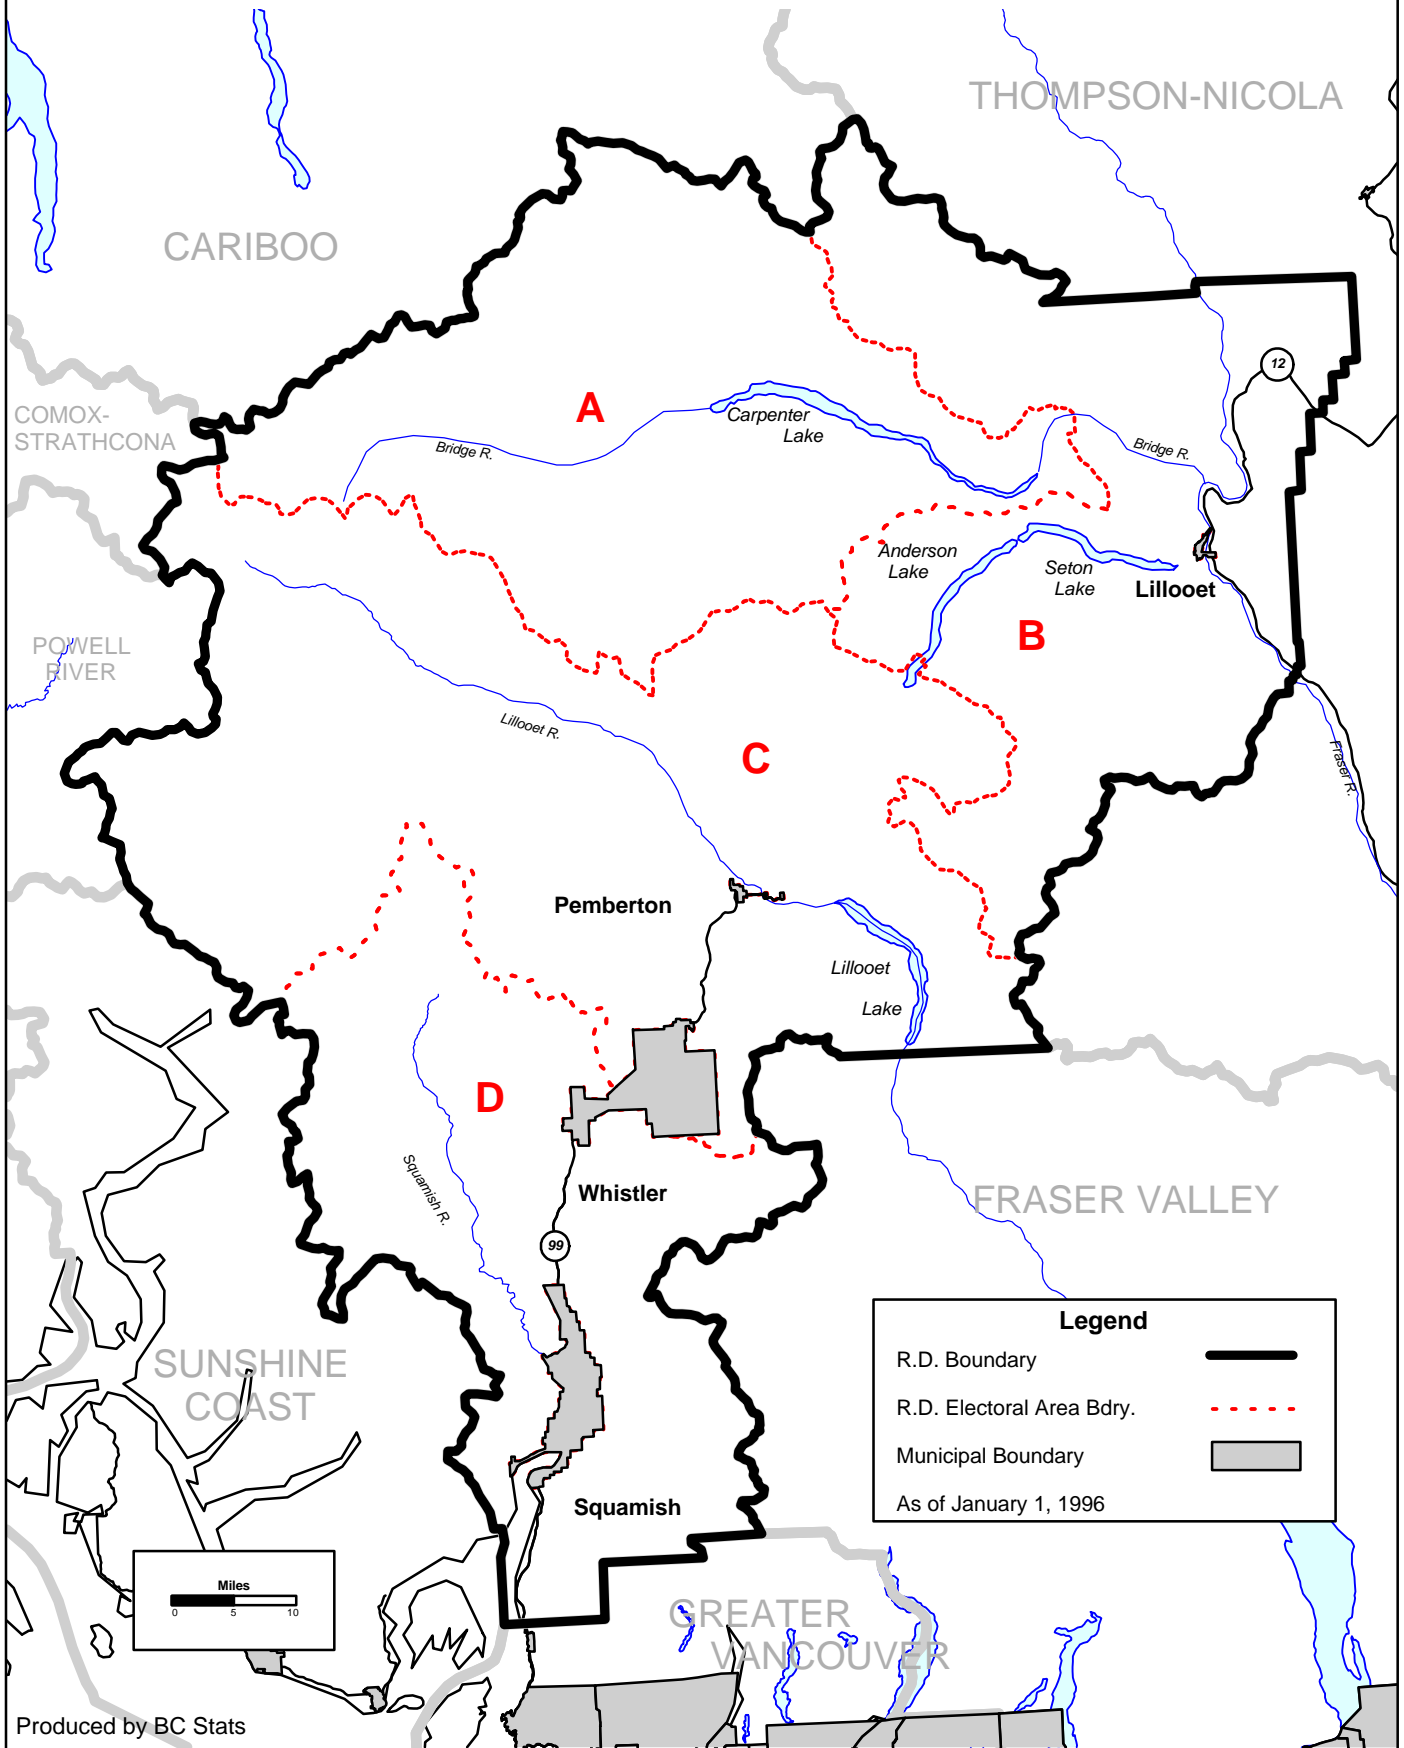 THOMPSON-NICOLA
CARIBOO
12
A
Carpenter
Lake
COMOX-
STRATHCONA
Bridge R.
Bridge R.
Anderson
Lake
Seton
Lake
Lillooet
B
POWELL
RIVER
Lillooet R.
C
Fraser R.
Pemberton
Lillooet
Lake
D
Squamish R.
Whistler
FRASER VALLEY
99
SUNSHINE
COAST
Squamish
Legend
R.D. Boundary
R.D. Electoral Area Bdry.
Municipal Boundary
As of January 1, 1996
Miles
0 5 10
GREATER
VANCOUVER
Produced by BC Stats